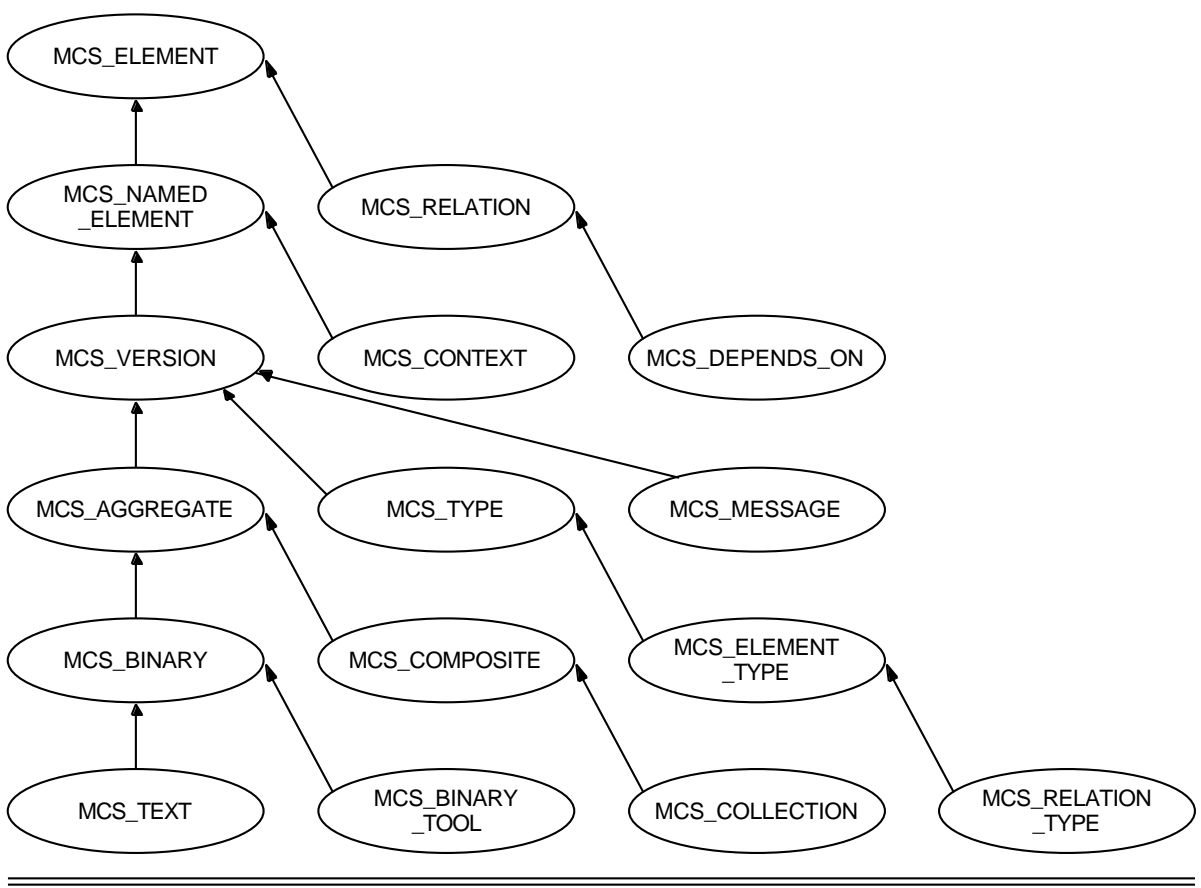 MCS_ELEMENT
MCS_NAMED
_ELEMENT
MCS_RELATION
MCS_VERSION
MCS_CONTEXT
MCS_DEPENDS_ON
MCS_AGGREGATE
MCS_TYPE
MCS_MESSAGE
MCS_BINARY
MCS_COMPOSITE
MCS_ELEMENT
_TYPE
MCS_TEXT
MCS_BINARY
_TOOL
MCS_COLLECTION
MCS_RELATION
_TYPE